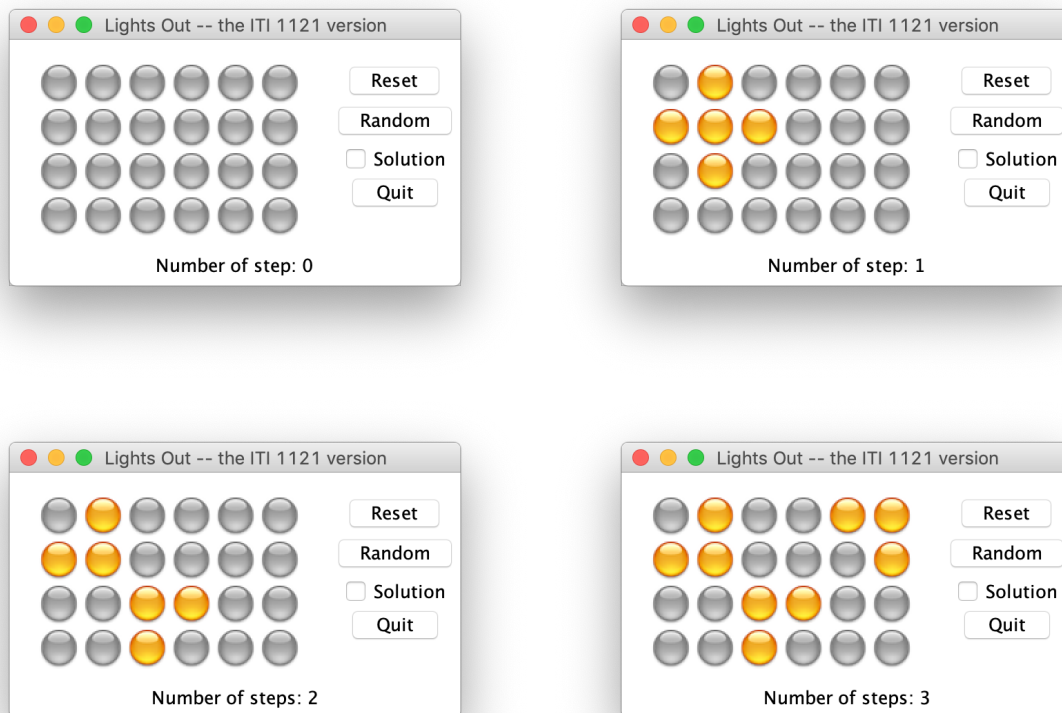 Lights Out -- the ITI 1121 version
Reset
Random
Solution
Quit
Number of step: 0
Lights Out -- the ITI 1121 version
Reset
Random
Solution
Quit
Number of step: 1
Lights Out -- the ITI 1121 version
Reset
Random
Solution
Quit
Number of steps: 2
Lights Out -- the ITI 1121 version
Reset
Random
Solution
Quit
Number of steps: 3